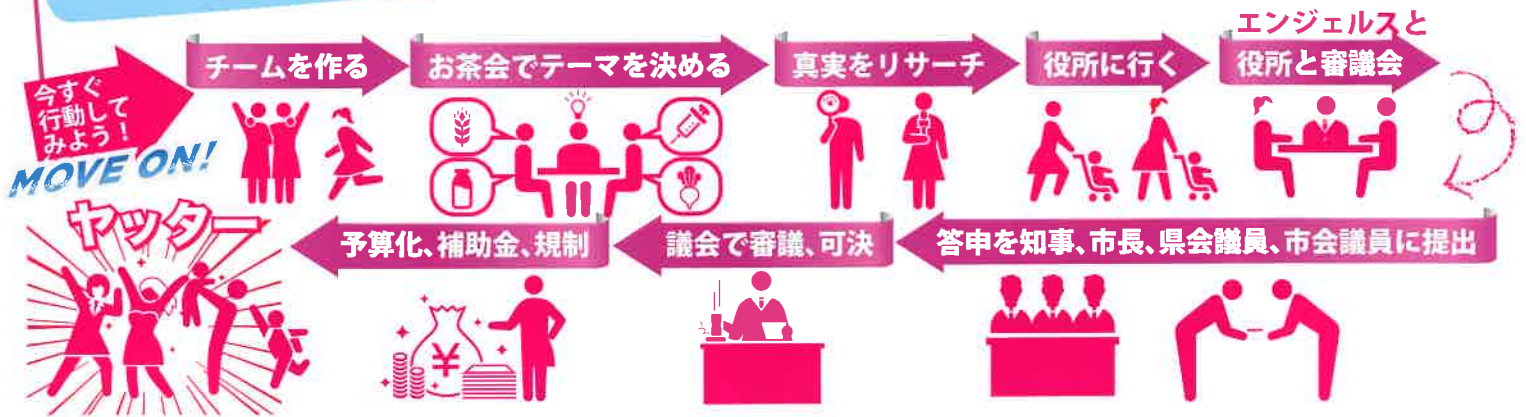 今すぐ
行動して
みよう！
MOVE ON!
チームを作る
お茶会でテーマを決める
真実をリサーチ
役所に行く
エンジェルスと
役所と審議会
答申を知事、市長、県会議員、市会議員に提出
議会で審議、可決
予算化、補助金、規制
¥
ヤッター